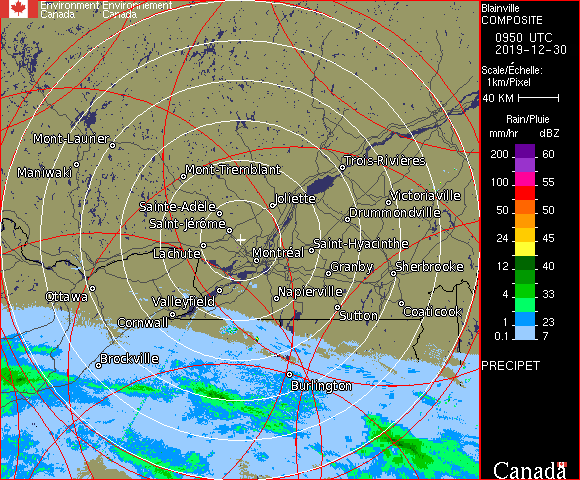 Environment Environnement
Canada Canada
Blainville
COMPOSITE
0950 UTC
2019-12-30
Scale/Échelle:
1km/Pixel
40 KM
Rain/Pluie
mm/hr dBZ
200 60
100 55
50 50
24 45
12 40
4 33
1 23
0.1 7
PRECIPET
Canada
Mont-Laurier
Maniwaki
Mont-Tremblant
Trois-Rivières
Joliette
Victoriaville
Sainte-Adèle
Drummondville
Saint-Jérôme
Lachute
Montréal
Saint-Hyacinthe
Granby
Sherbrooke
Ottawa
Valleyfield
Napierville
Cornwall
Sutton
Coaticook
Brockville
Burlington